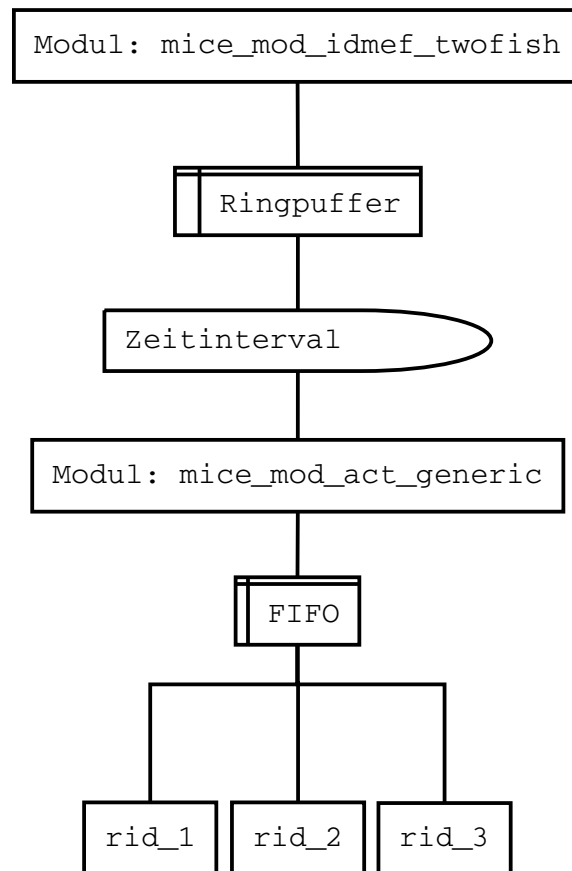 Modul: mice_mod_idmef_twofish
Ringpuffer
Zeitinterval
Modul: mice_mod_act_generic
FIFO
rid_1 rid_2 rid_3